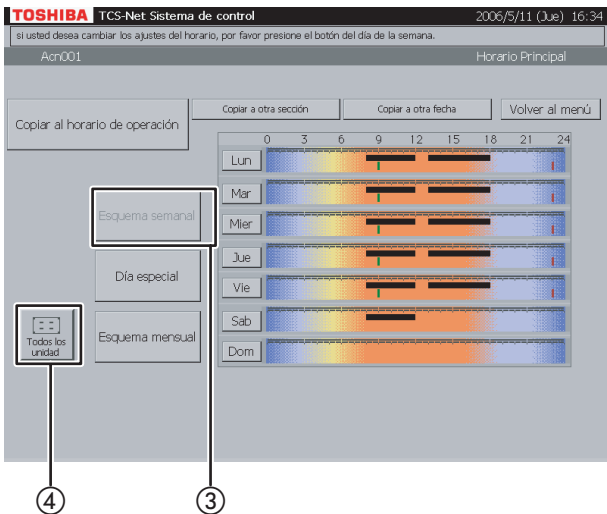 TOSHIBA TCS-Net Sistema de control 2006/5/11 (Jue) 16:34
si usted desea cambiar los ajustes del horario, por favor presione el botón del día de la semana.
Acn001 Horario Principal
Copiar al horario de operación
Copiar a otra sección
Copiar a otra fecha
Volver al menú
0 3 6 9 12 15 18 21 24
Lun
Mar
Mier
Jue
Vie
Sab
Dom
Esquema semanal
Día especial
Esquema mensual
Todos los
unidad
④ ③